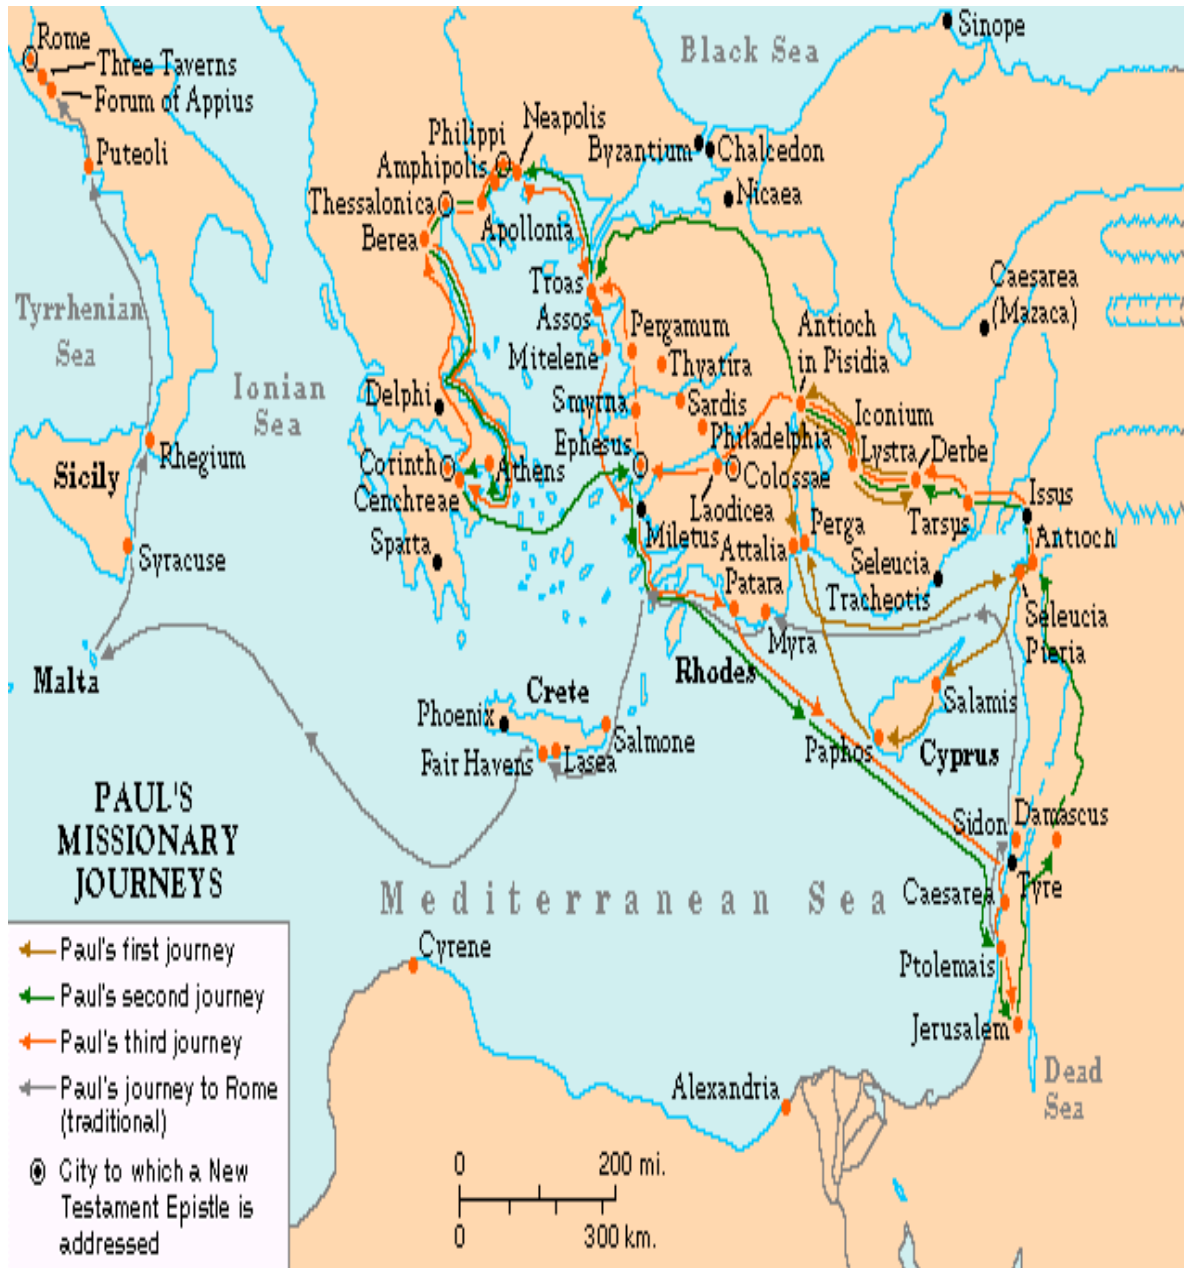 Rome
Three Taverns
Forum of Appius
Puteoli
Tyrrhenian
Sea
Ionian
Sea
Sicily
Rhegium
Syracuse
Malta
Black Sea
Sinope
Byzantium
Chalcedon
Nicaea
Neapolis
Philippi
Amphipolis
Thessalonica
Apollonia
Berea
Troas
Assos
Mitelene
Pergamum
Thyatira
Smyrna
Sardis
Ephesus
Philadelphia
Colossae
Laodicea
Miletus
Antioch
in Pisidia
Caesarea
(Mazaca)
Iconium
Lystra
Derbe
Tarsus
Issus
Antioch
Perga
Attalia
Seleucia
Tracheotis
Seleucia
Pieria
Patara
Myra
Rhodes
Delphi
Corinth
Athens
Cenchreae
Sparta
Crete
Phoenix
Salmone
Fair Havens
Lasea
Salamis
Paphos
Cyprus
Sidon
Damascus
Tyre
Caesarea
Ptolemais
Jerusalem
Dead
Sea
Mediterranean Sea
Cyrene
Alexandria
PAUL'S
MISSIONARY
JOURNEYS
Paul's first journey
Paul's second journey
Paul's third journey
Paul's journey to Rome
(traditional)
City to which a New
Testament Epistle is
addressed
0 200 mi.
0 300 km.